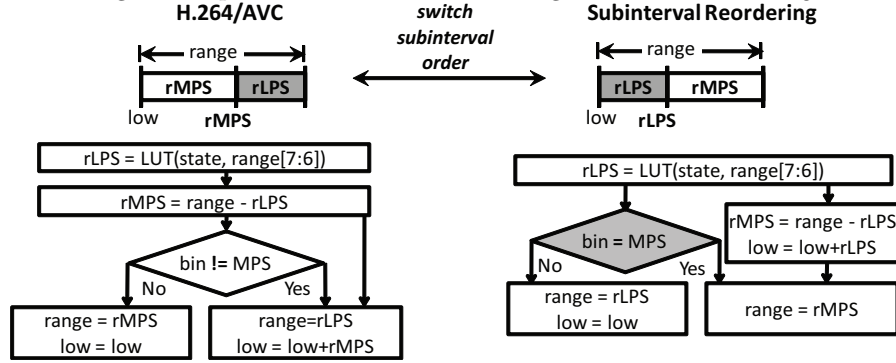 H.264/AVC
range
rMPS rLPS
low
rMPS
rLPS = LUT(state, range[7:6])
rMPS = range - rLPS
bin != MPS
No
Yes
range = rMPS
low = low
range=rLPS
low = low+rMPS
switch
subinterval
order
Subinterval Reordering
range
rLPS rMPS
low
rLPS
rLPS = LUT(state, range[7:6])
bin = MPS
rMPS = range - rLPS
low = low+rLPS
No
Yes
range = rLPS
low = low
range = rMPS